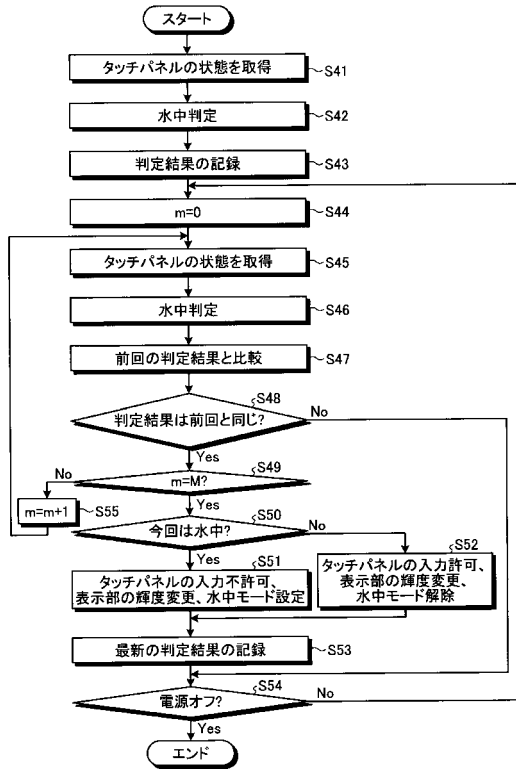 スタート
タッチパネルの状態を取得
S41
水中判定
S42
判定結果の記録
S43
m=0
S44
タッチパネルの状態を取得
S45
水中判定
S46
前回の判定結果と比較
S47
S48
判定結果は前回と同じ?
No
Yes
S49
No
m=M?
Yes
m=m+1
S55
S50
今回は水中?
No
Yes
S51
タッチパネルの入力不許可、
表示部の輝度変更、水中モード設定
S52
タッチパネルの入力許可、
表示部の輝度変更、
水中モード解除
最新の判定結果の記録
S53
S54
電源オフ?
No
Yes
エンド